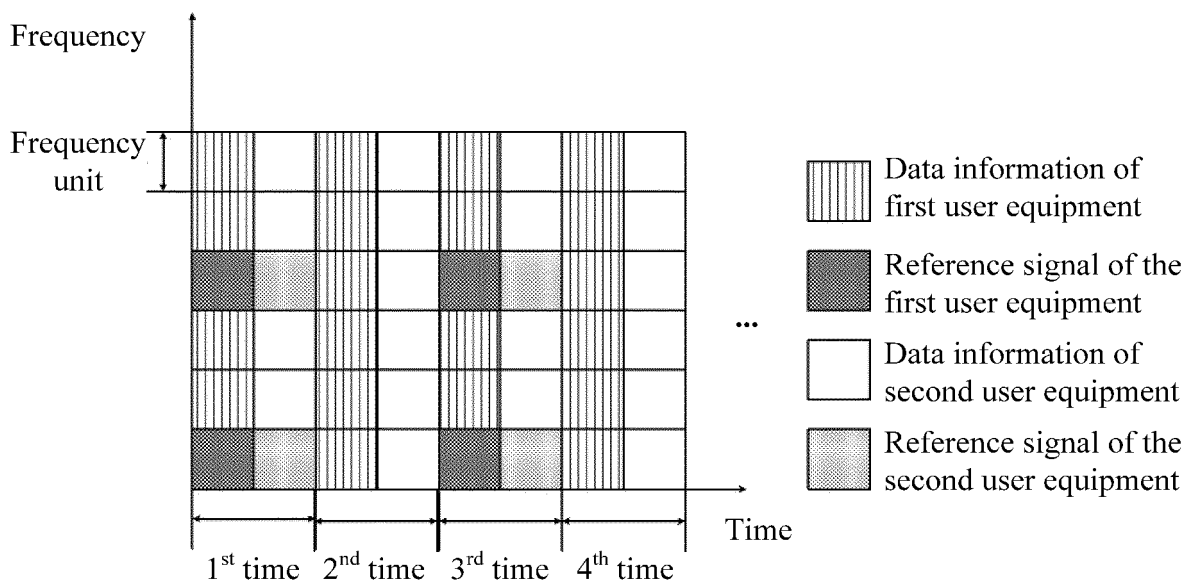 Frequency
Frequency
unit
Data information of
first user equipment
Reference signal of the
first user equipment
...
Data information of
second user equipment
Reference signal of the
second user equipment
Time
1st time
2nd time
3rd time
4th time